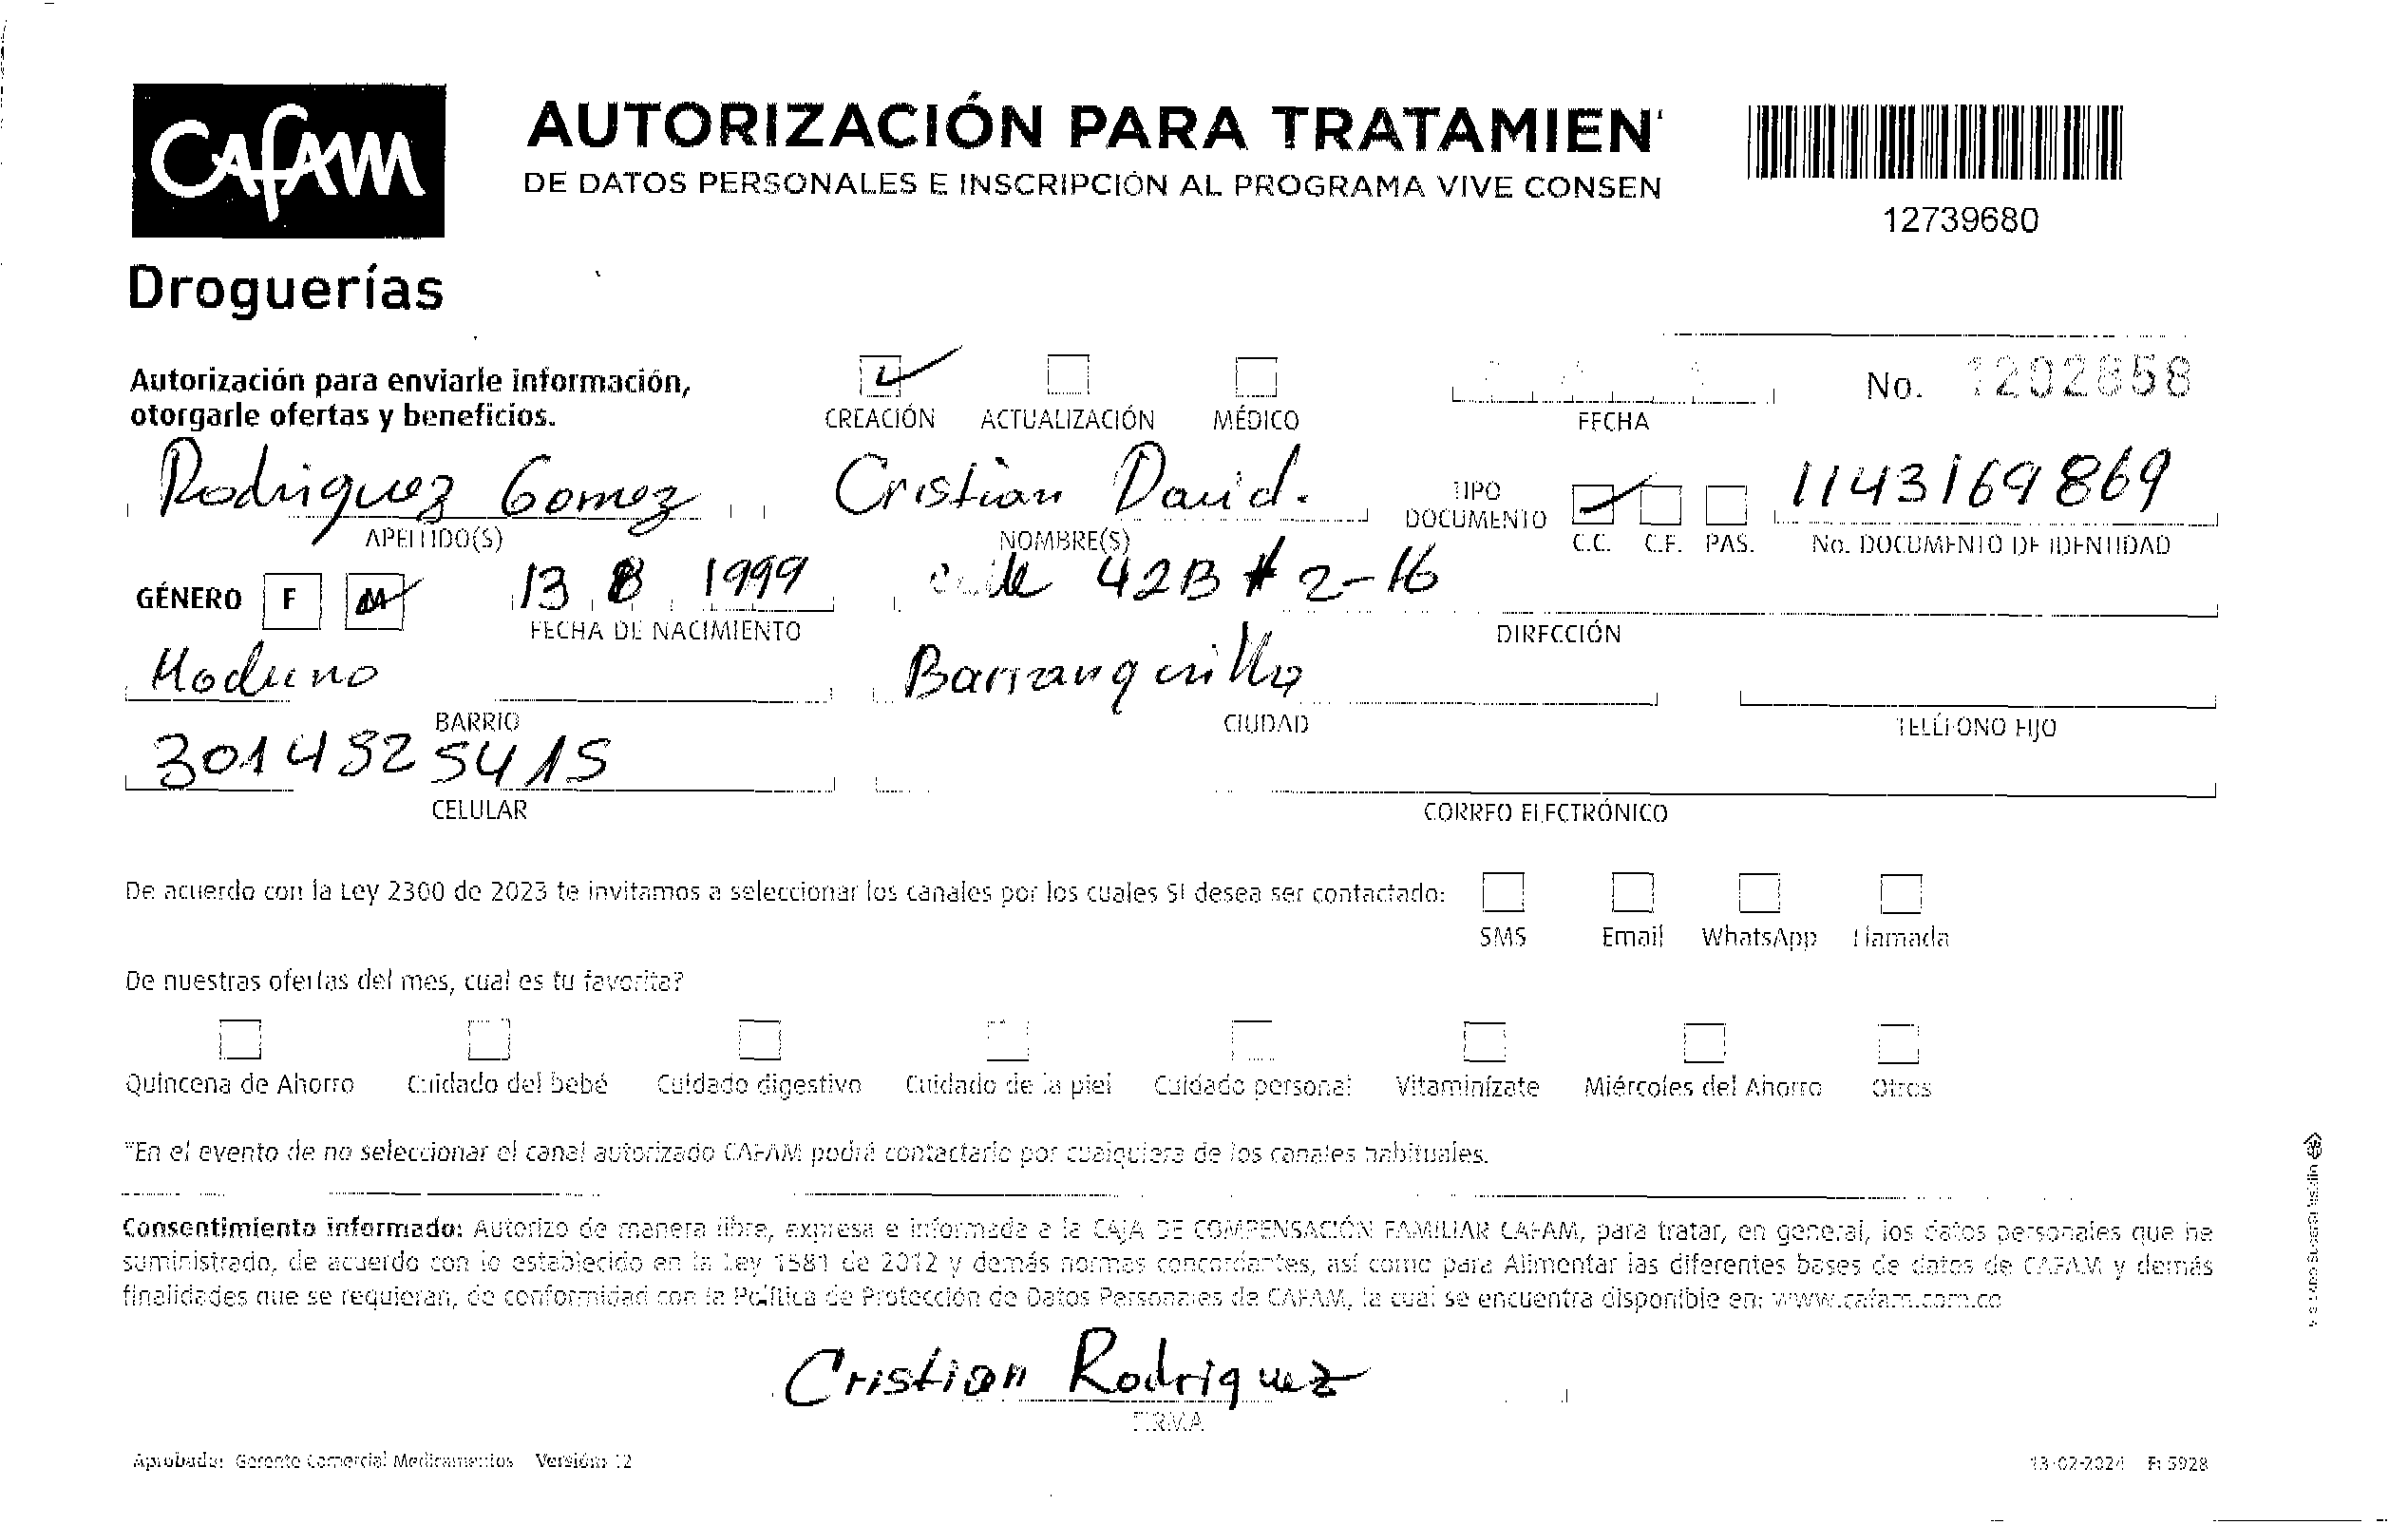 CAFAM
Droguerías
AUTORIZACIÓN PARA TRATAMIEN
DE DATOS PERSONALES E INSCRIPCIÓN AL PROGRAMA VIVE CONSEN
12739680
Autorización para enviarle información,
otorgarle ofertas y beneficios.
CREACIÓN ACTUALIZACIÓN MÉDICO
FECHA
No. 1202858
Rodriguez Gomez Cristian David.
APELLIDO(S) NOMBRE(S)
TIPO DOCUMENTO C.C. C.E. PAS.
1143169869
No. DOCUMENTO DE IDENTIDAD
GÉNERO F M 13 8 1999 calle 42B # 2-16
FECHA DE NACIMIENTO DIRECCIÓN
Barranquilla
BARRIO CIUDAD TELÉFONO FIJO
3014325415
CELULAR CORREO ELECTRÓNICO
De acuerdo con la Ley 2300 de 2023 te invitamos a seleccionar los canales por los cuales SI desea ser contactado:
SMS Email WhatsApp Llamada
De nuestras ofertas del mes, cual es tu favorita?
Quincena de Ahorro Cuidado del bebé Cuidado digestivo Cuidado de la piel Cuidado personal Vitaminízate Miércoles del Ahorro Otros
*En el evento de no seleccionar el canal autorizado CAFAM podrá contactarlo por cualquiera de los canales habituales.
Consentimiento informado: Autorizo de manera libre, expresa e informada a la CAJA DE COMPENSACIÓN FAMILIAR CAFAM, para tratar, en general, los datos personales que he
suministrado, de acuerdo con lo establecido en la Ley 1581 de 2012 y demás normas concordantes, así como para Alimentar las diferentes bases de datos de CAFAM y demás
finalidades que se requieran, de conformidad con la Política de Protección de Datos Personales de CAFAM, la cual se encuentra disponible en: www.cafam.com.co
Cristian Rodriguez
FIRMA
Aprobado: Gerente Comercial Medicamentos Versión: 12
13-02-2024 F: 5928